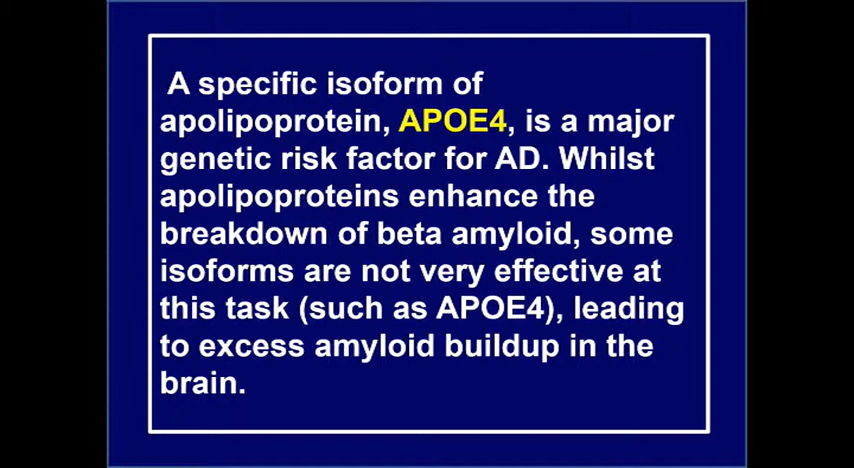 A specific isoform of
apolipoprotein, APOE4, is a major
genetic risk factor for AD. Whilst
apolipoproteins enhance the
breakdown of beta amyloid, some
isoforms are not very effective at
this task (such as APOE4), leading
to excess amyloid buildup in the
brain.